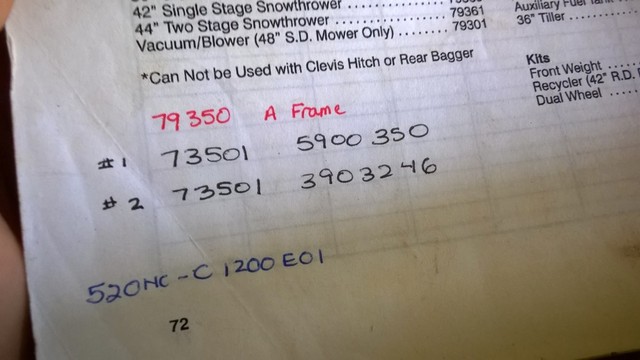 42" Single Stage Snowthrower
44" Two Stage Snowthrower ............ 79361
Vacuum/Blower (48" S.D. Mower Only) ........ 79301
*Can Not be Used with Clevis Hitch or Rear Bagger
Auxiliary Fuel
36" Tiller
Kits
Front Weight
Recycler (42" R.D.
Dual Wheel
79350 A Frame
#1 73501 5900350
#2 73501 3903246
520HC-C1200E01
72